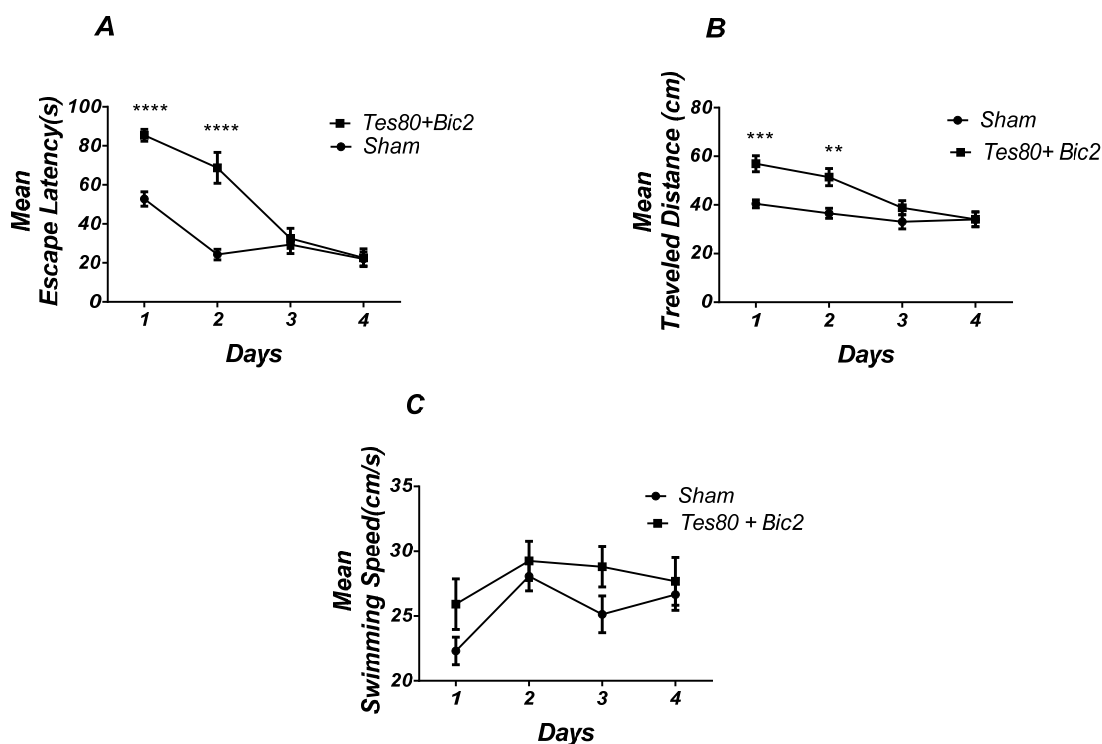 A
Mean
Escape Latency(s)
100
80
60
40
20
0
****
****
Tes80+Bic2
Sham
1 2 3 4
Days
B
Mean
Treveled Distance (cm)
80
60
40
20
0
***
**
Sham
Tes80+ Bic2
1 2 3 4
Days
C
Mean
Swimming Speed(cm/s)
35
30
25
20
Sham
Tes80 + Bic2
1 2 3 4
Days